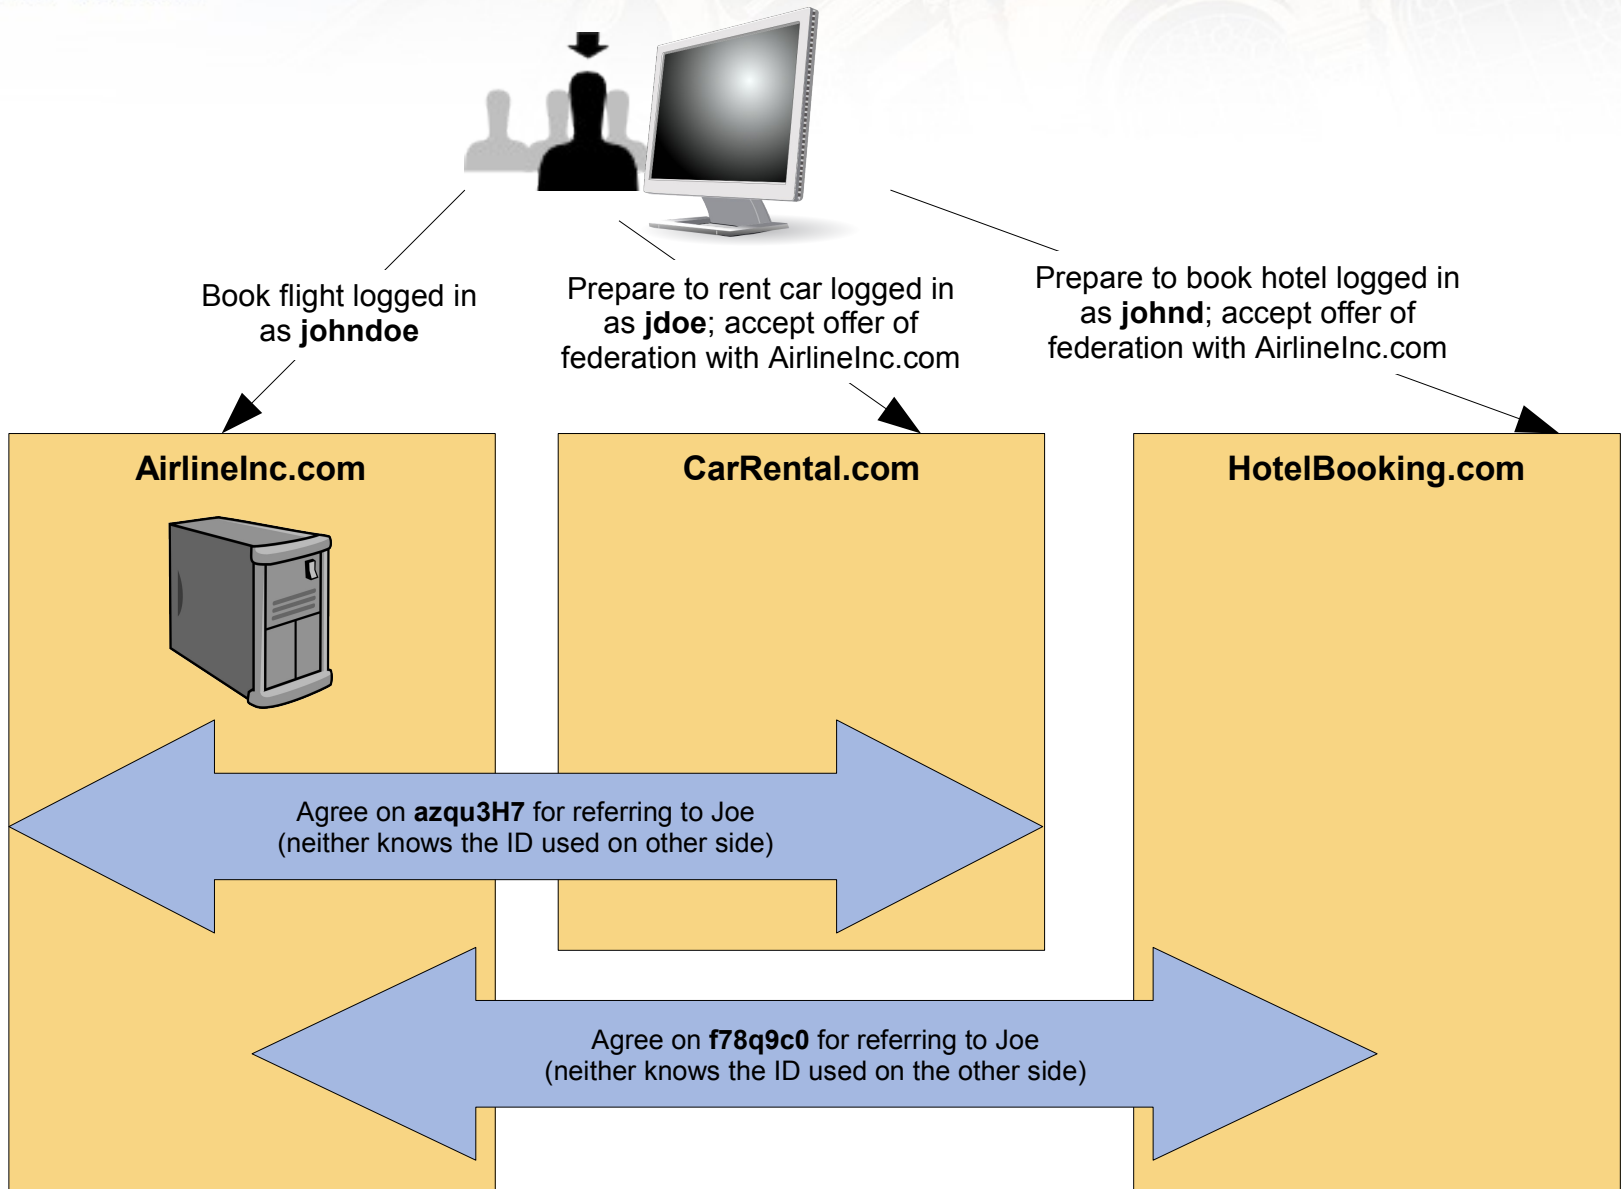 Book flight logged in
as johndoe
Prepare to rent car logged in
as jdoe; accept offer of
federation with AirlineInc.com
Prepare to book hotel logged in
as johnd; accept offer of
federation with AirlineInc.com
AirlineInc.com
CarRental.com
HotelBooking.com
Agree on azqu3H7 for referring to Joe
(neither knows the ID used on other side)
Agree on f78q9c0 for referring to Joe
(neither knows the ID used on the other side)